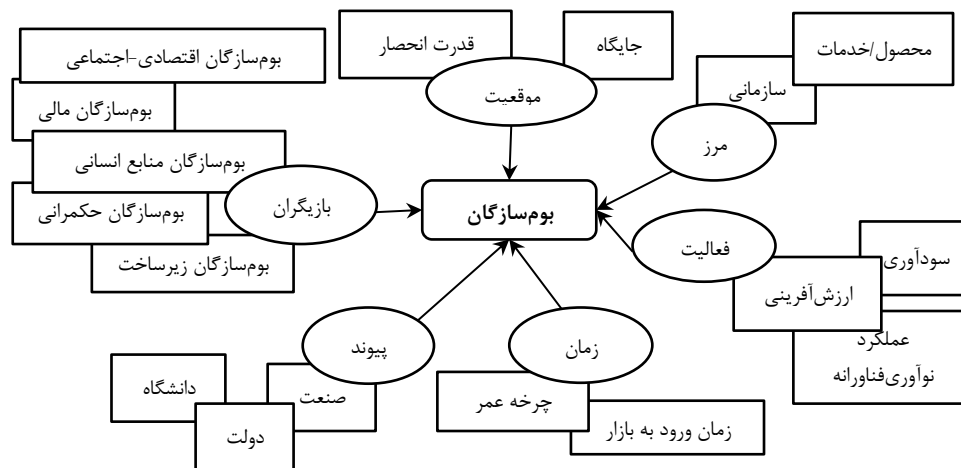 محصول/خدمات
سازمانی
مرز
جایگاه
قدرت انحصار
موقعیت
بوم‌سازگان اقتصادی-اجتماعی
بوم‌سازگان مالی
بوم‌سازگان منابع انسانی
بوم‌سازگان حکمرانی
بوم‌سازگان زیرساخت
بازیگران
بوم‌سازگان
فعالیت
سودآوری
ارزش‌آفرینی
عملکرد
نوآوری‌فناورانه
زمان
چرخه عمر
زمان ورود به بازار
پیوند
صنعت
دولت
دانشگاه